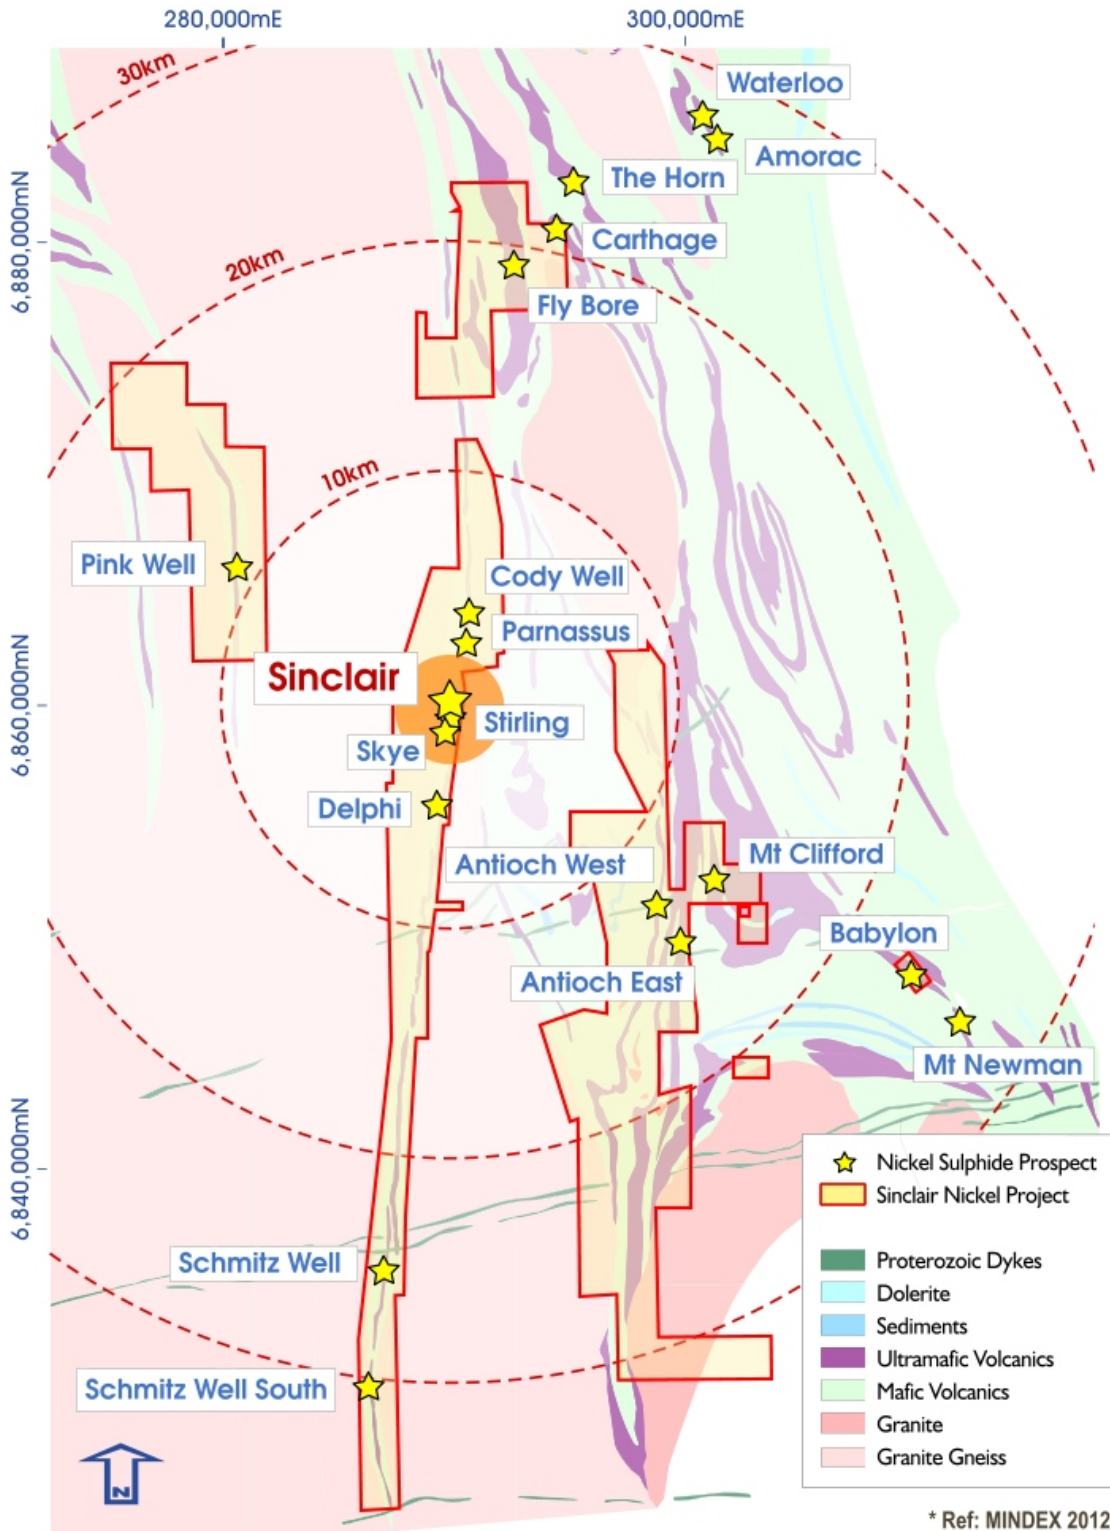 280,000mE
300,000mE
30km
Waterloo
Amorac
The Horn
6,880,000mN
Carthage
20km
Fly Bore
10km
Pink Well
Cody Well
Parnassus
Sinclair
6,860,000mN
Stirling
Skye
Delphi
Antioch West
Mt Clifford
Babylon
Antioch East
Mt Newman
6,840,000mN
Nickel Sulphide Prospect
Sinclair Nickel Project
Schmitz Well
Proterozoic Dykes
Dolerite
Sediments
Ultramafic Volcanics
Schmitz Well South
Mafic Volcanics
Granite
Granite Gneiss
N
* Ref: MINDEX 2012